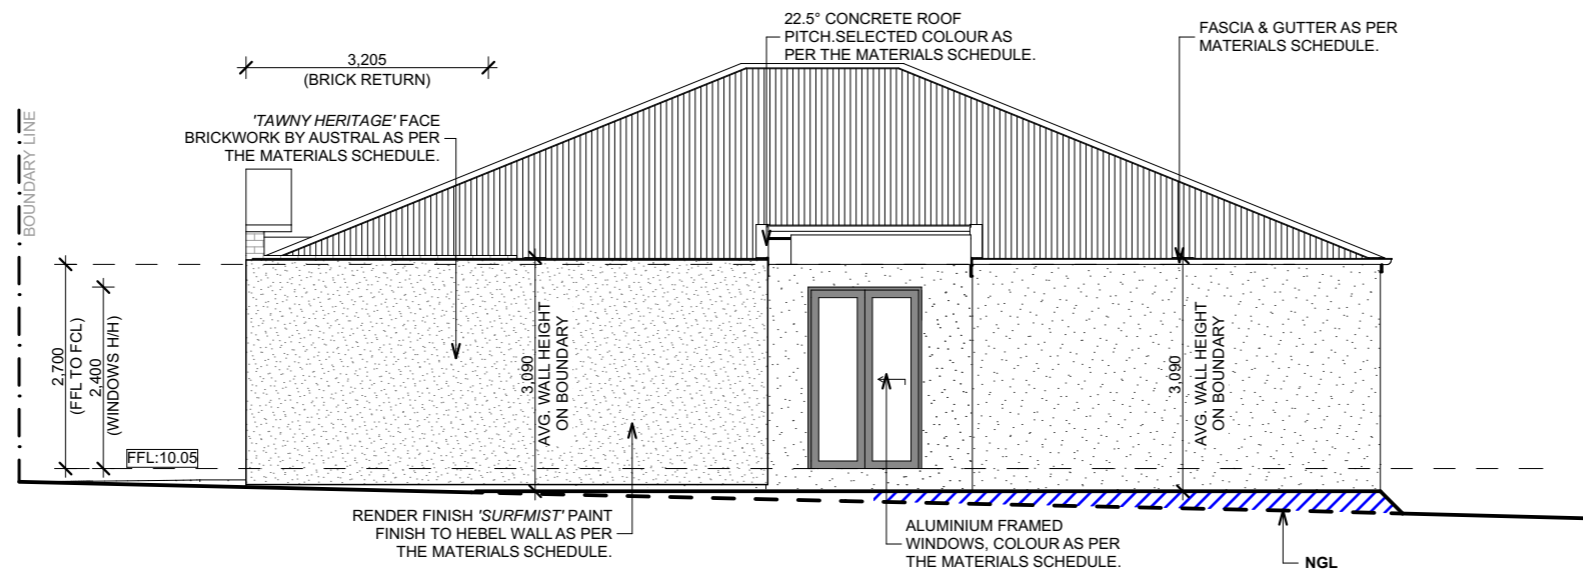 22.5° CONCRETE ROOF
PITCH.SELECTED COLOUR AS
PER THE MATERIALS SCHEDULE.
FASCIA & GUTTER AS PER
MATERIALS SCHEDULE.
3,205
(BRICK RETURN)
'TAWNY HERITAGE' FACE
BRICKWORK BY AUSTRAL AS PER
THE MATERIALS SCHEDULE.
BOUNDARY LINE
2,700
(FFL TO FCL)
2,400
(WINDOWS H/H)
FFL:10.05
3,090
AVG. WALL HEIGHT
ON BOUNDARY
3,090
AVG. WALL HEIGHT
ON BOUNDARY
RENDER FINISH 'SURFMIST' PAINT
FINISH TO HEBEL WALL AS PER
THE MATERIALS SCHEDULE.
ALUMINIUM FRAMED
WINDOWS, COLOUR AS PER
THE MATERIALS SCHEDULE.
NGL